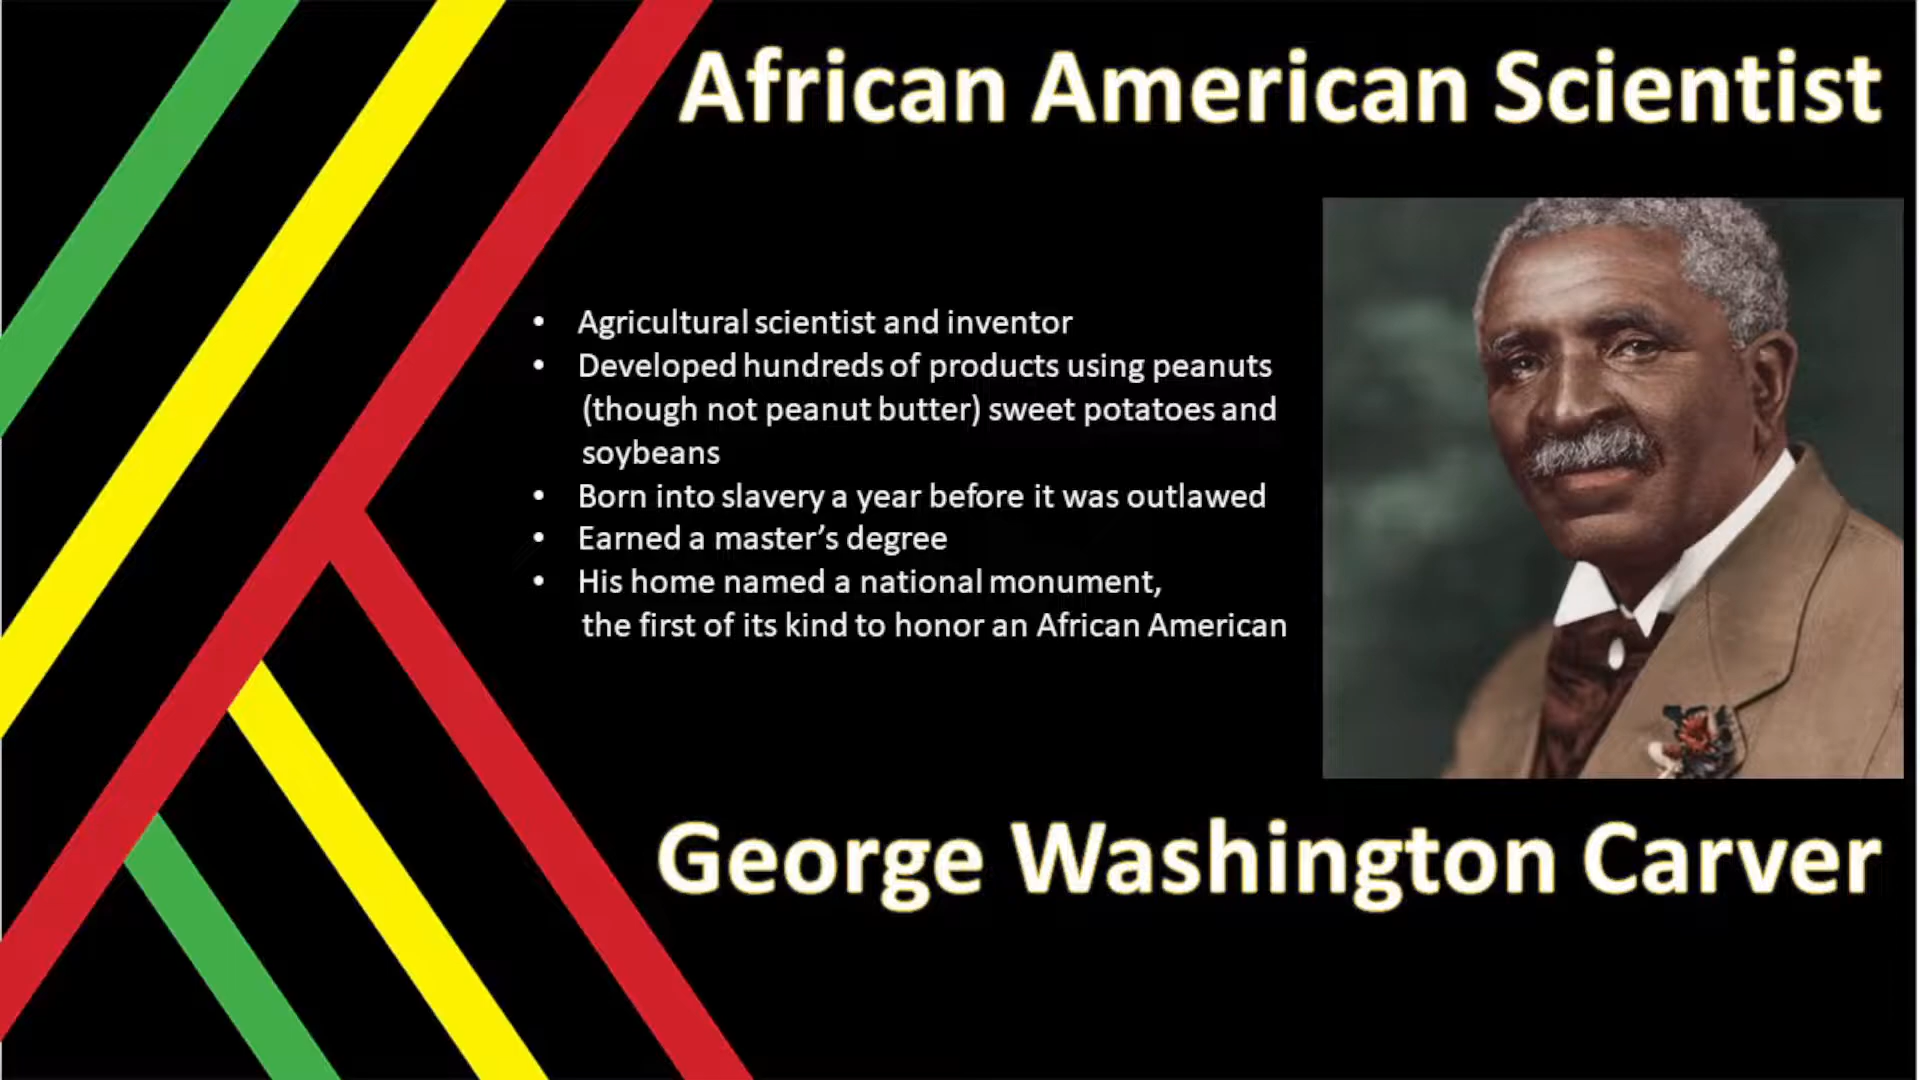 African American Scientist
• Agricultural scientist and inventor
• Developed hundreds of products using peanuts
(though not peanut butter) sweet potatoes and
soybeans
• Born into slavery a year before it was outlawed
• Earned a master’s degree
• His home named a national monument,
the first of its kind to honor an African American
George Washington Carver